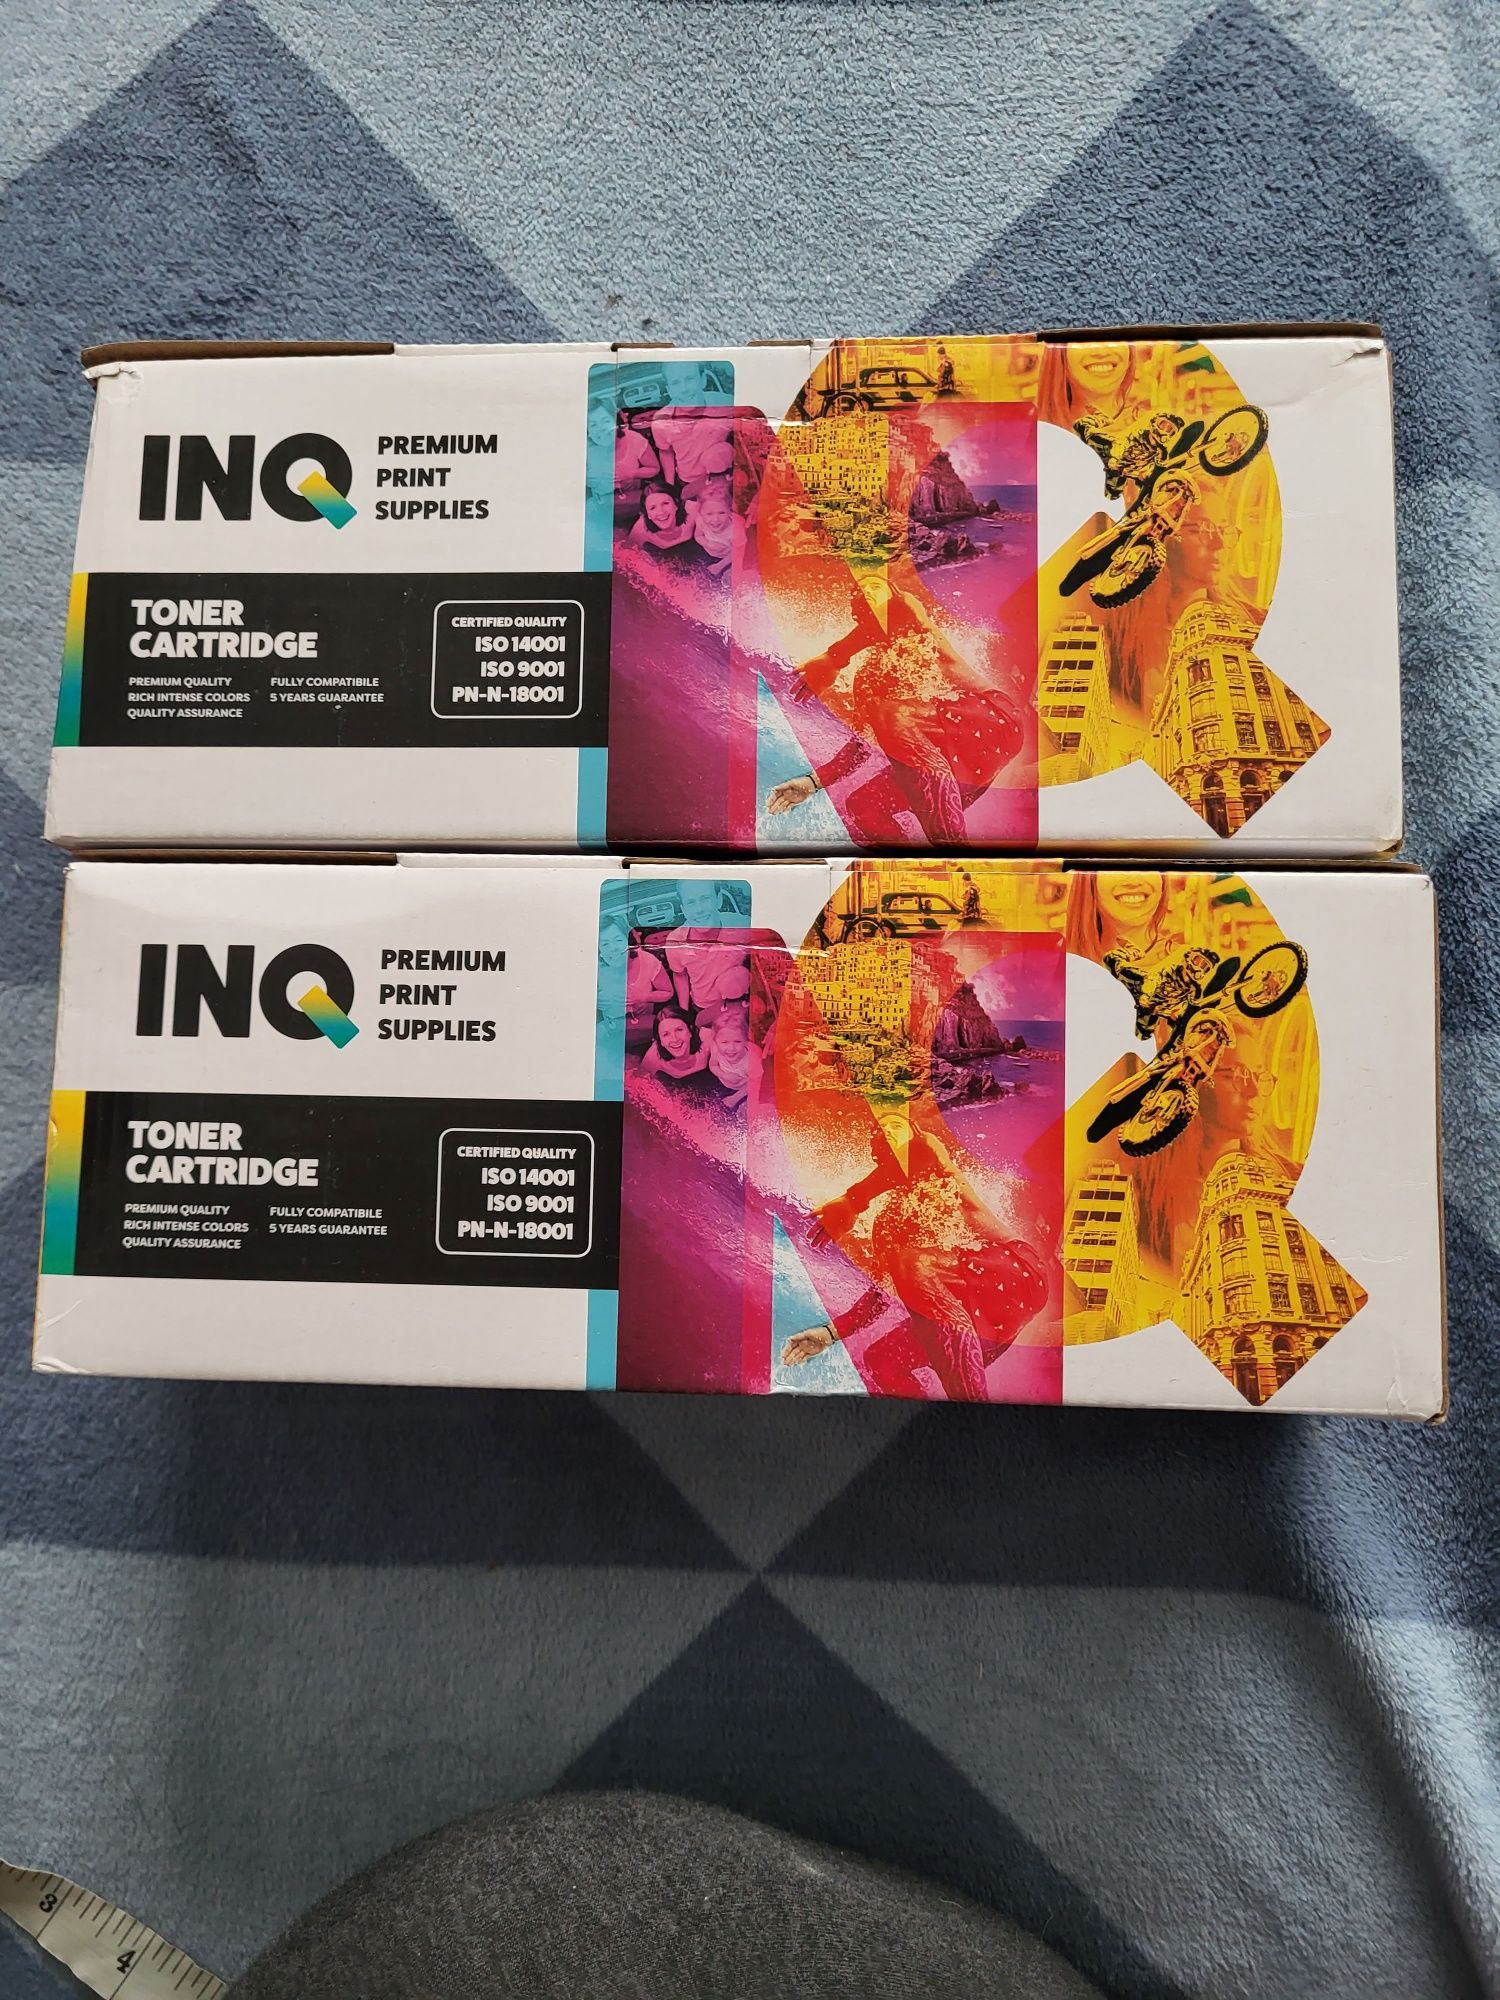 INQ
PREMIUM
PRINT
SUPPLIES
TONER
CARTRIDGE
PREMIUM QUALITY
RICH INTENSE COLORS
QUALITY ASSURANCE
FULLY COMPATIBILE
5 YEARS GUARANTEE
CERTIFIED QUALITY
ISO 14001
ISO 9001
PN-N-18001
INQ
PREMIUM
PRINT
SUPPLIES
TONER
CARTRIDGE
PREMIUM QUALITY
RICH INTENSE COLORS
QUALITY ASSURANCE
FULLY COMPATIBILE
5 YEARS GUARANTEE
CERTIFIED QUALITY
ISO 14001
ISO 9001
PN-N-18001
3
4